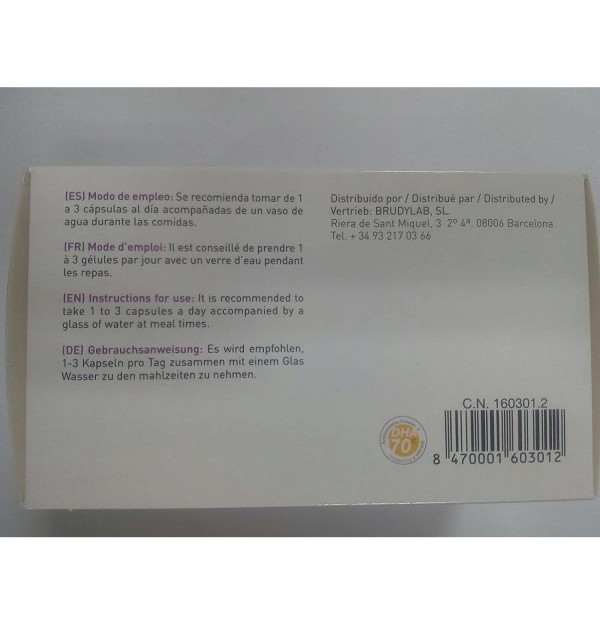 (ES) Modo de empleo: Se recomienda tomar de 1
a 3 cápsulas al día acompañadas de un vaso de
agua durante las comidas.
(FR) Mode d'emploi: Il est conseillé de prendre 1
à 3 gélules par jour avec un verre d'eau pendant
les repas.
(EN) Instructions for use: It is recommended to
take 1 to 3 capsules a day accompanied by a
glass of water at meal times.
(DE) Gebrauchsanweisung: Es wird empfohlen,
1-3 Kapseln pro Tag zusammen mit einem Glas
Wasser zu den mahlzeiten zu nehmen.
Distribuido por / Distribué par / Distributed by /
Vertrieb: BRUDYLAB, SL.
Riera de Sant Miquel, 3 2º 4ª. 08006 Barcelona.
Tel. + 34 93 217 03 66
C.N. 160301.2
DHA
70
8 470001 603012